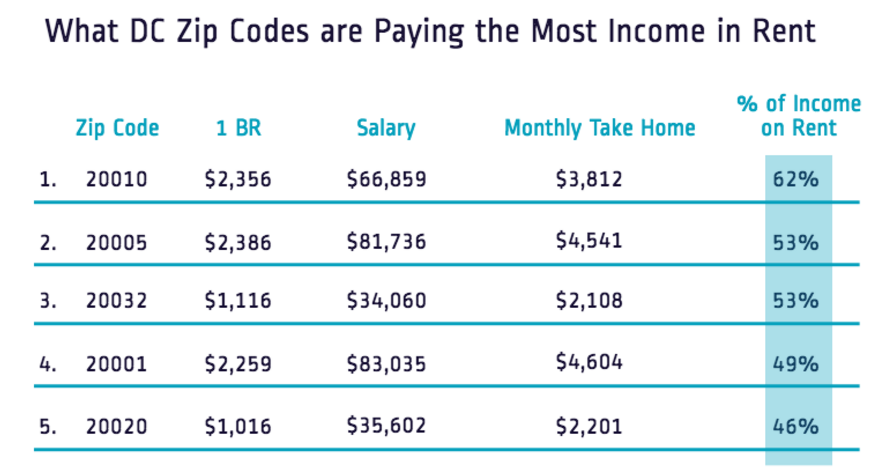 What DC Zip Codes are Paying the Most Income in Rent
Zip Code 1 BR Salary Monthly Take Home % of Income on Rent
1. 20010 $2,356 $66,859 $3,812 62%
2. 20005 $2,386 $81,736 $4,541 53%
3. 20032 $1,116 $34,060 $2,108 53%
4. 20001 $2,259 $83,035 $4,604 49%
5. 20020 $1,016 $35,602 $2,201 46%